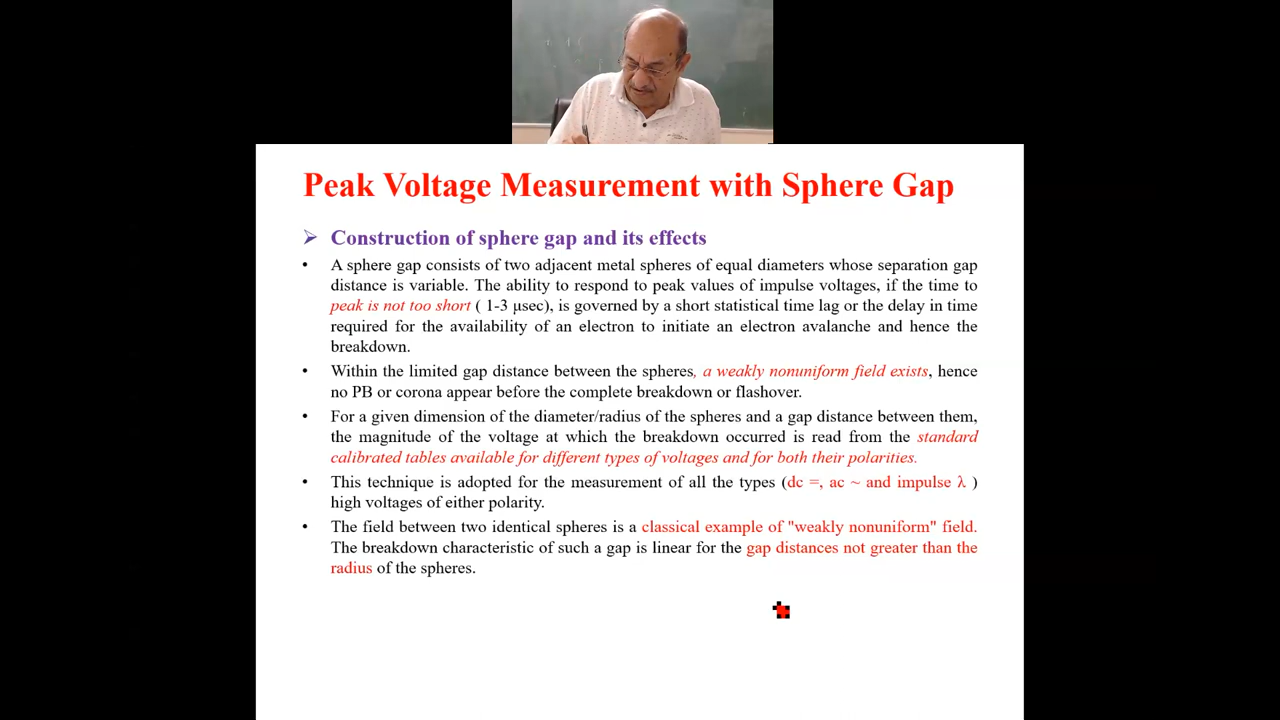 Peak Voltage Measurement with Sphere Gap
➢ Construction of sphere gap and its effects
• A sphere gap consists of two adjacent metal spheres of equal diameters whose separation gap
distance is variable. The ability to respond to peak values of impulse voltages, if the time to
peak is not too short ( 1-3 μsec), is governed by a short statistical time lag or the delay in time
required for the availability of an electron to initiate an electron avalanche and hence the
breakdown.
• Within the limited gap distance between the spheres, a weakly nonuniform field exists, hence
no PB or corona appear before the complete breakdown or flashover.
• For a given dimension of the diameter/radius of the spheres and a gap distance between them,
the magnitude of the voltage at which the breakdown occurred is read from the standard
calibrated tables available for different types of voltages and for both their polarities.
• This technique is adopted for the measurement of all the types (dc =, ac ~ and impulse λ )
high voltages of either polarity.
• The field between two identical spheres is a classical example of "weakly nonuniform" field.
The breakdown characteristic of such a gap is linear for the gap distances not greater than the
radius of the spheres.